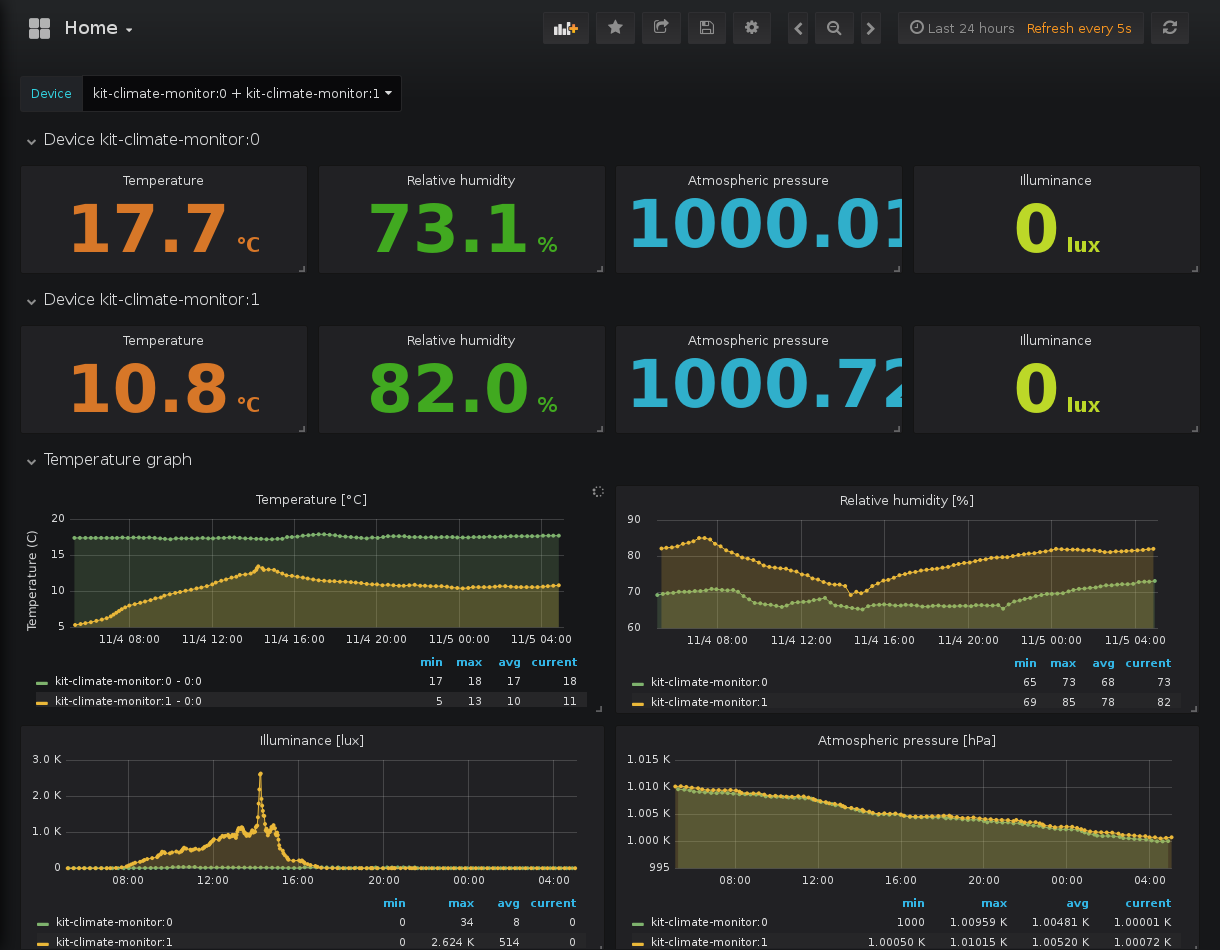 Home
Last 24 hours Refresh every 5s
Device kit-climate-monitor:0 + kit-climate-monitor:1
Device kit-climate-monitor:0
Temperature Relative humidity Atmospheric pressure Illuminance
17.7 °C 73.1 % 1000.01 0 lux
Device kit-climate-monitor:1
Temperature Relative humidity Atmospheric pressure Illuminance
10.8 °C 82.0 % 1000.72 0 lux
Temperature graph
Temperature [°C]
Temperature (C)
20
15
10
5
11/4 08:00 11/4 12:00 11/4 16:00 11/4 20:00 11/5 00:00 11/5 04:00
min max avg current
kit-climate-monitor:0 - 0:0 17 18 17 18
kit-climate-monitor:1 - 0:0 5 13 10 11
Relative humidity [%]
90
80
70
60
11/4 08:00 11/4 12:00 11/4 16:00 11/4 20:00 11/5 00:00 11/5 04:00
min max avg current
kit-climate-monitor:0 65 73 68 73
kit-climate-monitor:1 69 85 78 82
Illuminance [lux]
3.0 K
2.0 K
1.0 K
0
08:00 12:00 16:00 20:00 00:00 04:00
min max avg current
kit-climate-monitor:0 0 34 8 0
kit-climate-monitor:1 0 2.624 K 514 0
Atmospheric pressure [hPa]
1.015 K
1.010 K
1.005 K
1.000 K
995
08:00 12:00 16:00 20:00 00:00 04:00
min max avg current
kit-climate-monitor:0 1000 1.00959 K 1.00481 K 1.00001 K
kit-climate-monitor:1 1.00050 K 1.01015 K 1.00520 K 1.00072 K